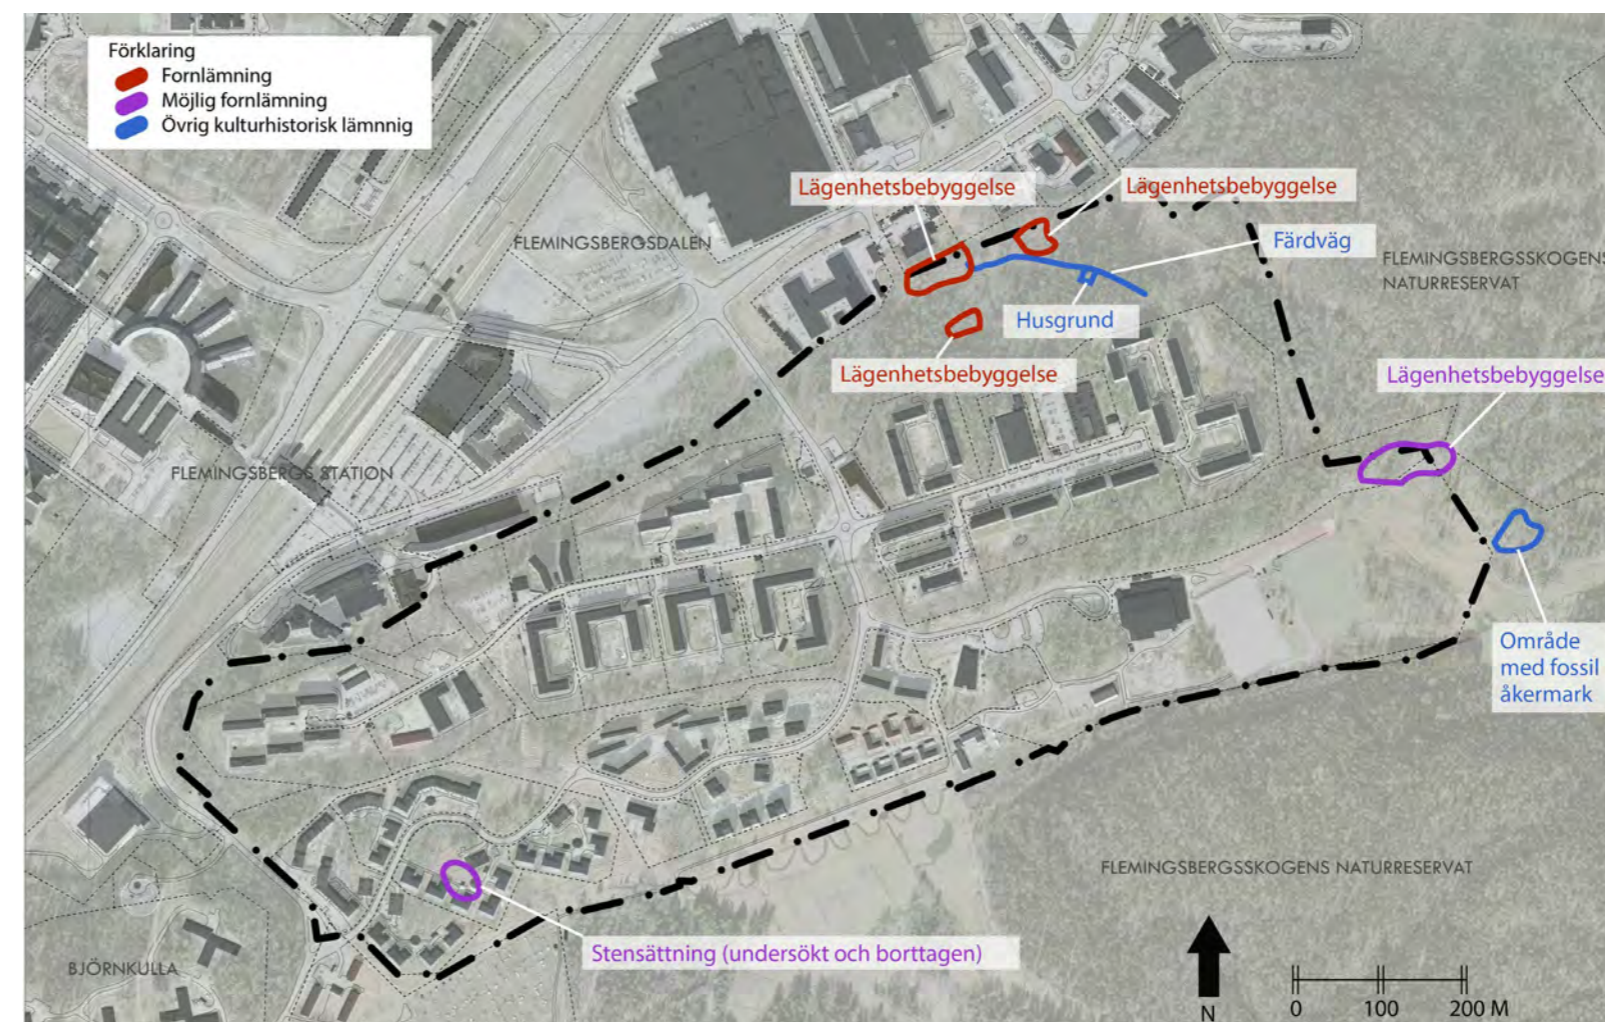 Förklaring
Fornlämning
Möjlig fornlämning
Övrig kulturhistorisk lämnnig
Lägenhetsbebyggelse
Lägenhetsbebyggelse
FLEMINGSBERGSDALEN
Färdväg
FLEMINGSBERGSSKOGENS
NATURRESERVAT
Husgrund
Lägenhetsbebyggelse
Lägenhetsbebyggelse
FLEMINGSBERGS STATION
Område
med fossil
åkermark
FLEMINGSBERGSSKOGENS NATURRESERVAT
Stensättning (undersökt och borttagen)
BJÖRNKULLA
N
0 100 200 M